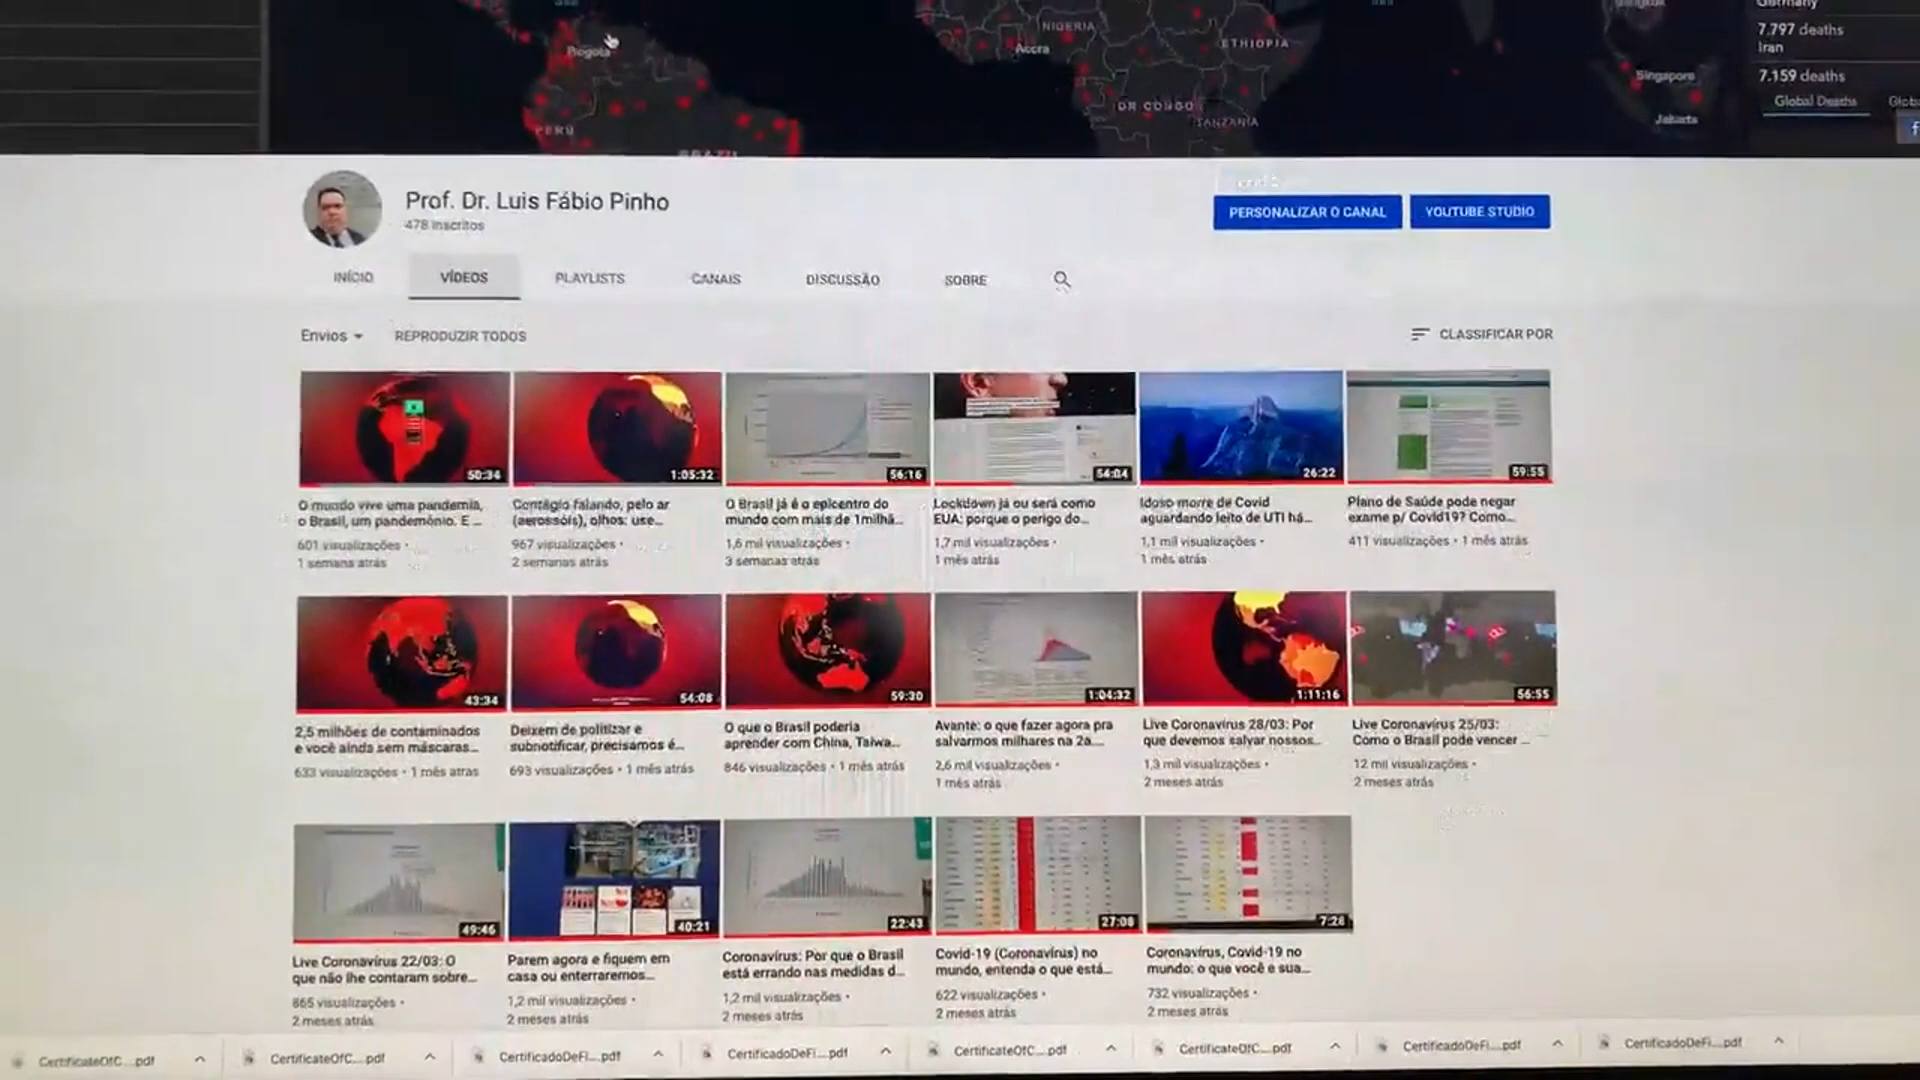 Germany
7.797 deaths
Iran
7.159 deaths
Global Deaths
Bogota
PERU
BRAZIL
NIGERIA
Accra
ETHIOPIA
DR CONGO
TANZANIA
Singapore
Jakarta
Prof. Dr. Luis Fábio Pinho
478 inscritos
PERSONALIZAR O CANAL
YOUTUBE STUDIO
INÍCIO
VÍDEOS
PLAYLISTS
CANAIS
DISCUSSÃO
SOBRE
Envios
REPRODUZIR TODOS
CLASSIFICAR POR
50:34
1:05:32
56:16
54:04
26:22
59:55
O mundo vive uma pandemia,
o Brasil, um pandemônio. E ...
601 visualizações •
1 semana atrás
Contágio falando, pelo ar
(aerossóis), olhos: use...
967 visualizações •
2 semanas atrás
O Brasil já é o epicentro do
mundo com mais de 1milhã...
1,6 mil visualizações •
3 semanas atrás
Lockdown já ou será como
EUA: porque o perigo do...
1,7 mil visualizações •
1 mês atrás
Idoso morre de Covid
aguardando leito de UTI há...
1,1 mil visualizações •
1 mês atrás
Plano de Saúde pode negar
exame p/ Covid19? Como...
411 visualizações • 1 mês atrás
43:34
54:08
59:30
1:04:32
1:11:16
56:55
2,5 milhões de contaminados
e você ainda sem máscaras...
633 visualizações • 1 mês atrás
Deixem de politizar e
subnotificar, precisamos é...
693 visualizações • 1 mês atrás
O que o Brasil poderia
aprender com China, Taiwa...
846 visualizações • 1 mês atrás
Avante: o que fazer agora pra
salvarmos milhares na 2a....
2,6 mil visualizações •
1 mês atrás
Live Coronavírus 28/03: Por
que devemos salvar nossos...
1,3 mil visualizações •
2 meses atrás
Live Coronavírus 25/03:
Como o Brasil pode vencer ...
12 mil visualizações •
2 meses atrás
49:46
40:21
22:43
27:08
7:28
Live Coronavírus 22/03: O
que não lhe contaram sobre...
865 visualizações •
2 meses atrás
Parem agora e fiquem em
casa ou enterraremos...
1,2 mil visualizações •
2 meses atrás
Coronavírus: Por que o Brasil
está errando nas medidas d...
1,2 mil visualizações •
2 meses atrás
Covid-19 (Coronavírus) no
mundo, entenda o que está...
622 visualizações •
2 meses atrás
Coronavírus, Covid-19 no
mundo: o que você e sua...
732 visualizações •
2 meses atrás
CertificateOfC....pdf
CertificateOfC....pdf
CertificadoDeFi....pdf
CertificadoDeFi....pdf
CertificateOfC....pdf
CertificateOfC....pdf
CertificadoDeFi....pdf
CertificadoDeFi....pdf